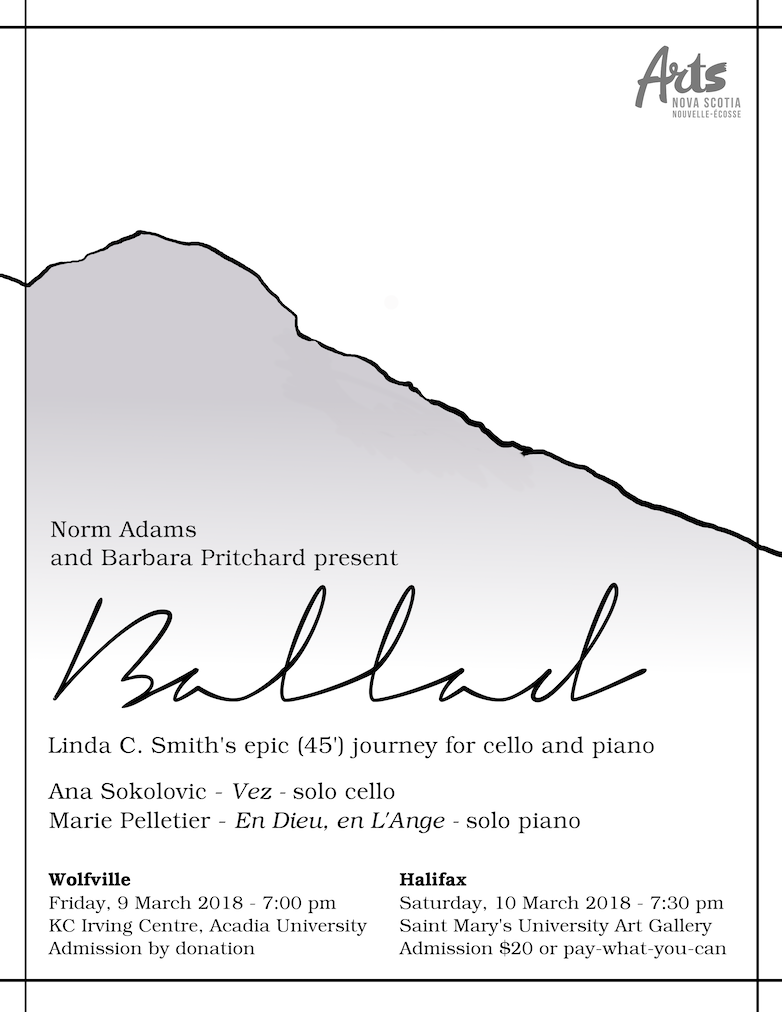 Arts
NOVA SCOTIA
NOUVELLE-ÉCOSSE
Norm Adams
and Barbara Pritchard present
Ballad
Linda C. Smith's epic (45') journey for cello and piano
Ana Sokolovic - Vez - solo cello
Marie Pelletier - En Dieu, en L'Ange - solo piano
Wolfville
Friday, 9 March 2018 - 7:00 pm
KC Irving Centre, Acadia University
Admission by donation
Halifax
Saturday, 10 March 2018 - 7:30 pm
Saint Mary's University Art Gallery
Admission $20 or pay-what-you-can